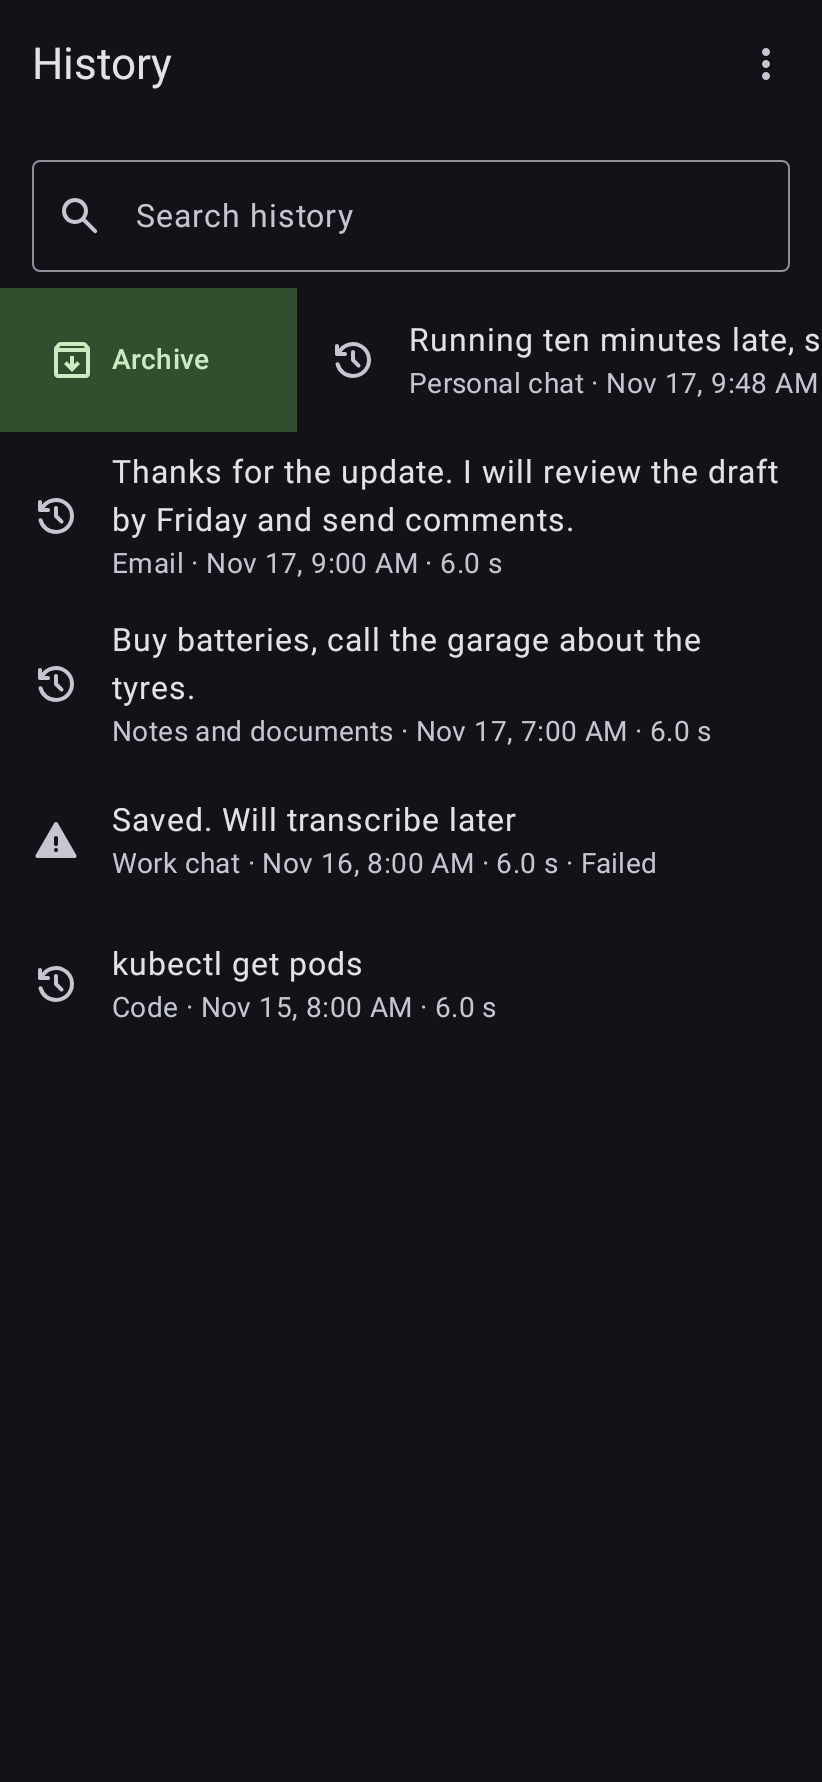 History
Search history
Archive
Running ten minutes late, s
Personal chat · Nov 17, 9:48 AM
Thanks for the update. I will review the draft
by Friday and send comments.
Email · Nov 17, 9:00 AM · 6.0 s
Buy batteries, call the garage about the
tyres.
Notes and documents · Nov 17, 7:00 AM · 6.0 s
Saved. Will transcribe later
Work chat · Nov 16, 8:00 AM · 6.0 s · Failed
kubectl get pods
Code · Nov 15, 8:00 AM · 6.0 s